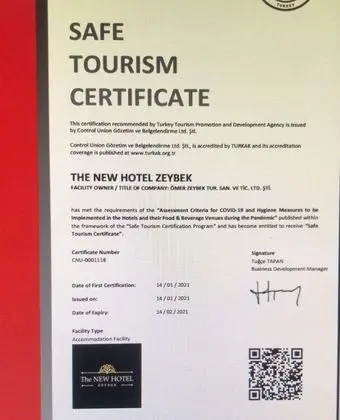 TURKEY
SAFE
TOURISM
CERTIFICATE
This certification recommended by Turkey Tourism Promotion and Development Agency is issued
by Control Union Gözetim ve Belgelendirme Ltd. Şti.
Control Union Gözetim ve Belgelendirme Ltd. Şti., is accredited by TURKAK and its accreditation
coverage is published at www.turkak.org.tr
THE NEW HOTEL ZEYBEK
FACILITY OWNER / TITLE OF COMPANY: ÖMER ZEYBEK TUR. SAN. VE TİC. LTD. ŞTİ.
has met the requirements of the "Assessment Criteria for COVID-19 and Hygiene Measures to be
Implemented in the Hotels and their Food & Beverage Venues during the Pandemic" published within
the framework of the "Safe Tourism Certification Program" and has become entitled to receive "Safe
Tourism Certificate".
Certificate Number
CNU-0001118
Signature
Tuğçe TAPAN
Business Development Manager
Date of First Certification: 14 / 01 / 2021
Issued on: 14 / 01 / 2021
Date of Expiry: 14 / 02 / 2021
Facility Type
Accommodation Facility
The NEW HOTEL
ZEYBEK